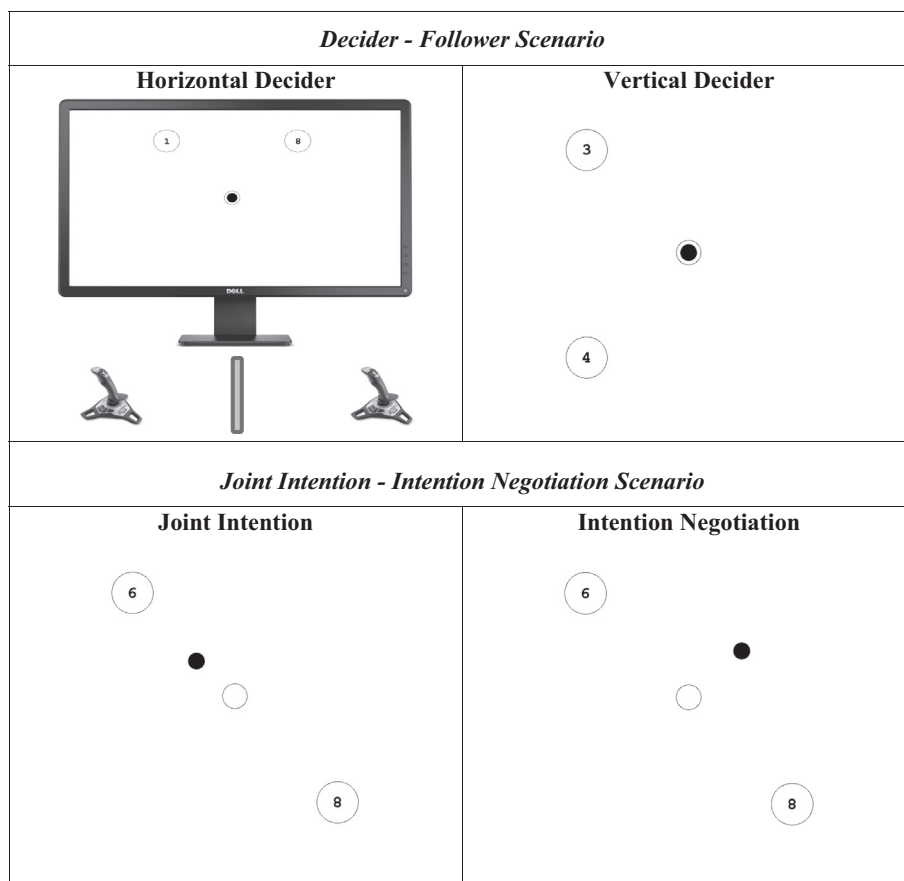 Decider - Follower Scenario
Horizontal Decider
1 8
DELL
Vertical Decider
3
4
Joint Intention - Intention Negotiation Scenario
Joint Intention
6
8
Intention Negotiation
6
8